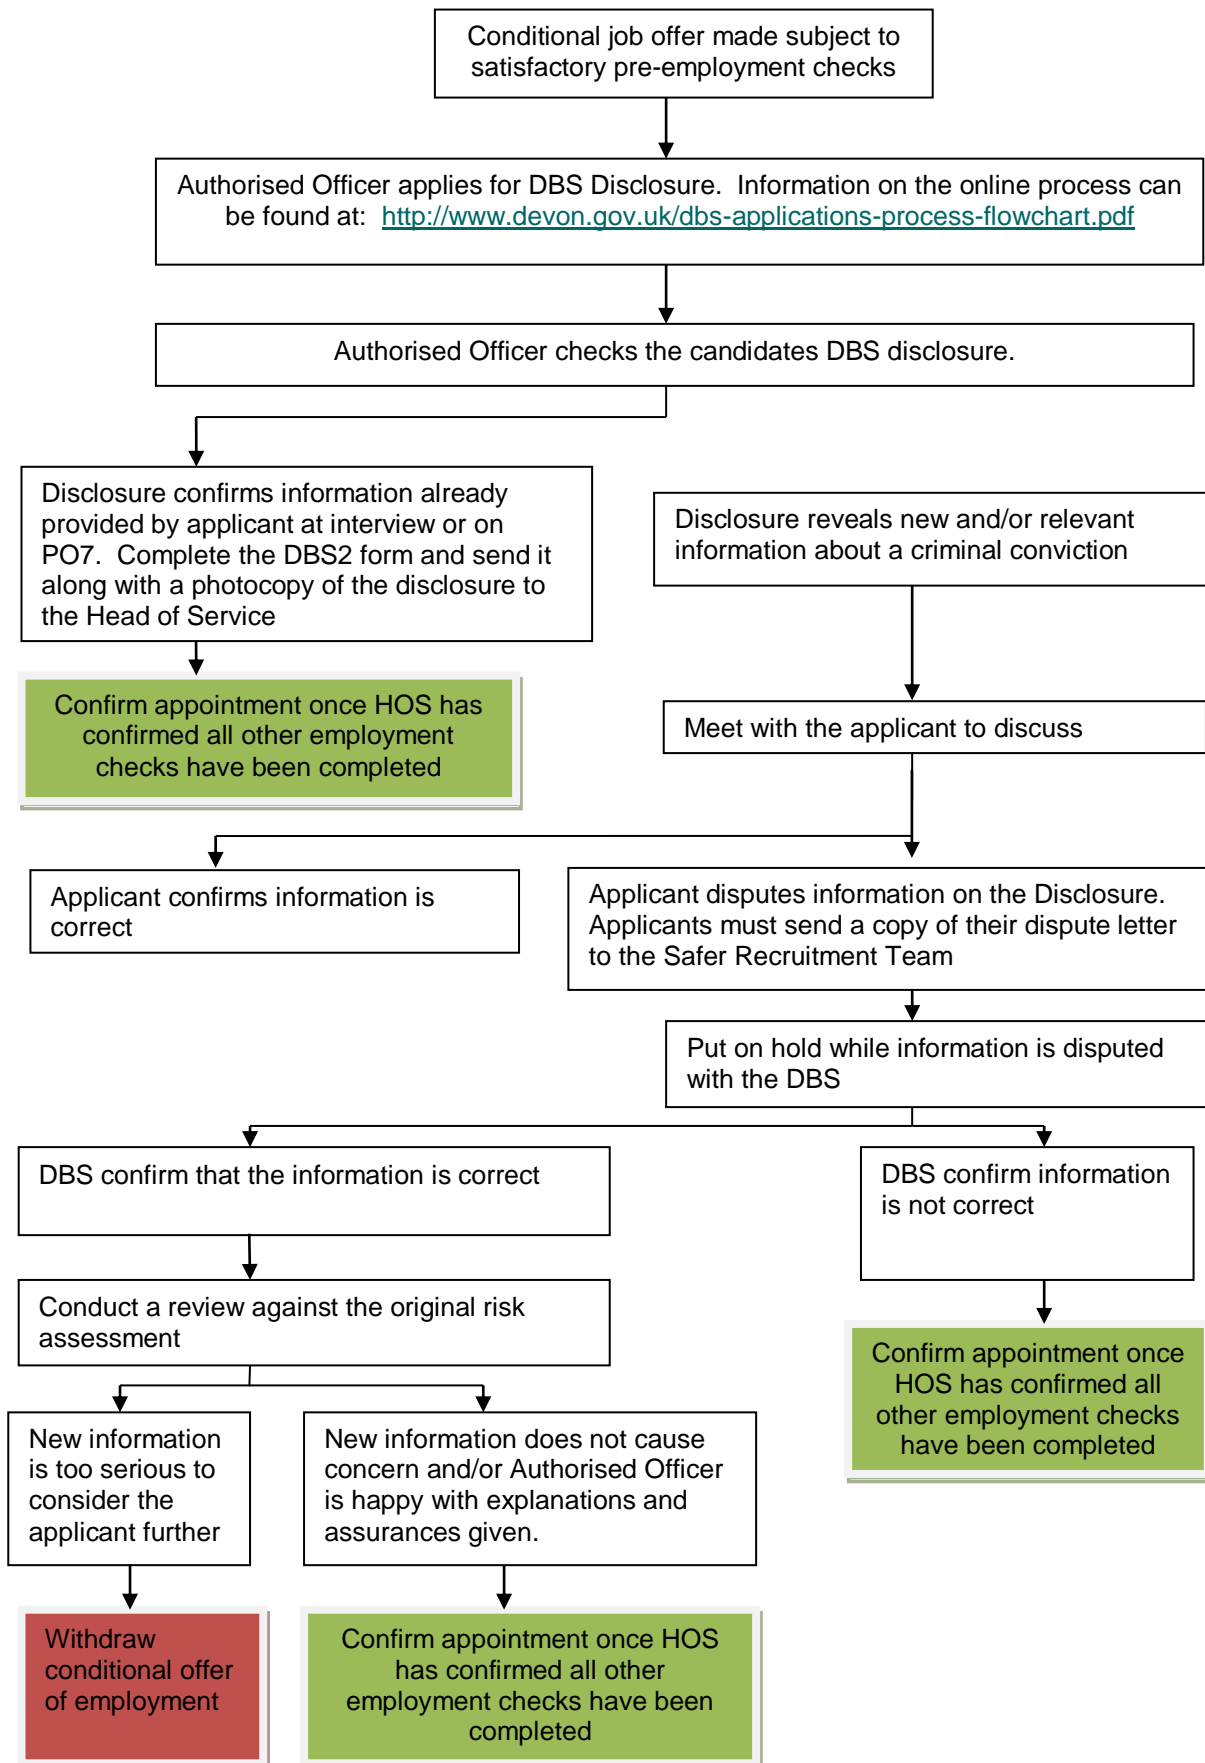 Conditional job offer made subject to
satisfactory pre-employment checks
Authorised Officer applies for DBS Disclosure.  Information on the online process can
be found at:  http://www.devon.gov.uk/dbs-applications-process-flowchart.pdf
Authorised Officer checks the candidates DBS disclosure.
Disclosure confirms information already
provided by applicant at interview or on
PO7.  Complete the DBS2 form and send it
along with a photocopy of the disclosure to
the Head of Service
Disclosure reveals new and/or relevant
information about a criminal conviction
Confirm appointment once HOS has
confirmed all other employment
checks have been completed
Meet with the applicant to discuss
Applicant confirms information is
correct
Applicant disputes information on the Disclosure.
Applicants must send a copy of their dispute letter
to the Safer Recruitment Team
Put on hold while information is disputed
with the DBS
DBS confirm that the information is correct
DBS confirm information
is not correct
Conduct a review against the original risk
assessment
Confirm appointment once
HOS has confirmed all
other employment checks
have been completed
New information
is too serious to
consider the
applicant further
New information does not cause
concern and/or Authorised Officer
is happy with explanations and
assurances given.
Withdraw
conditional offer
of employment
Confirm appointment once HOS
has confirmed all other
employment checks have been
completed